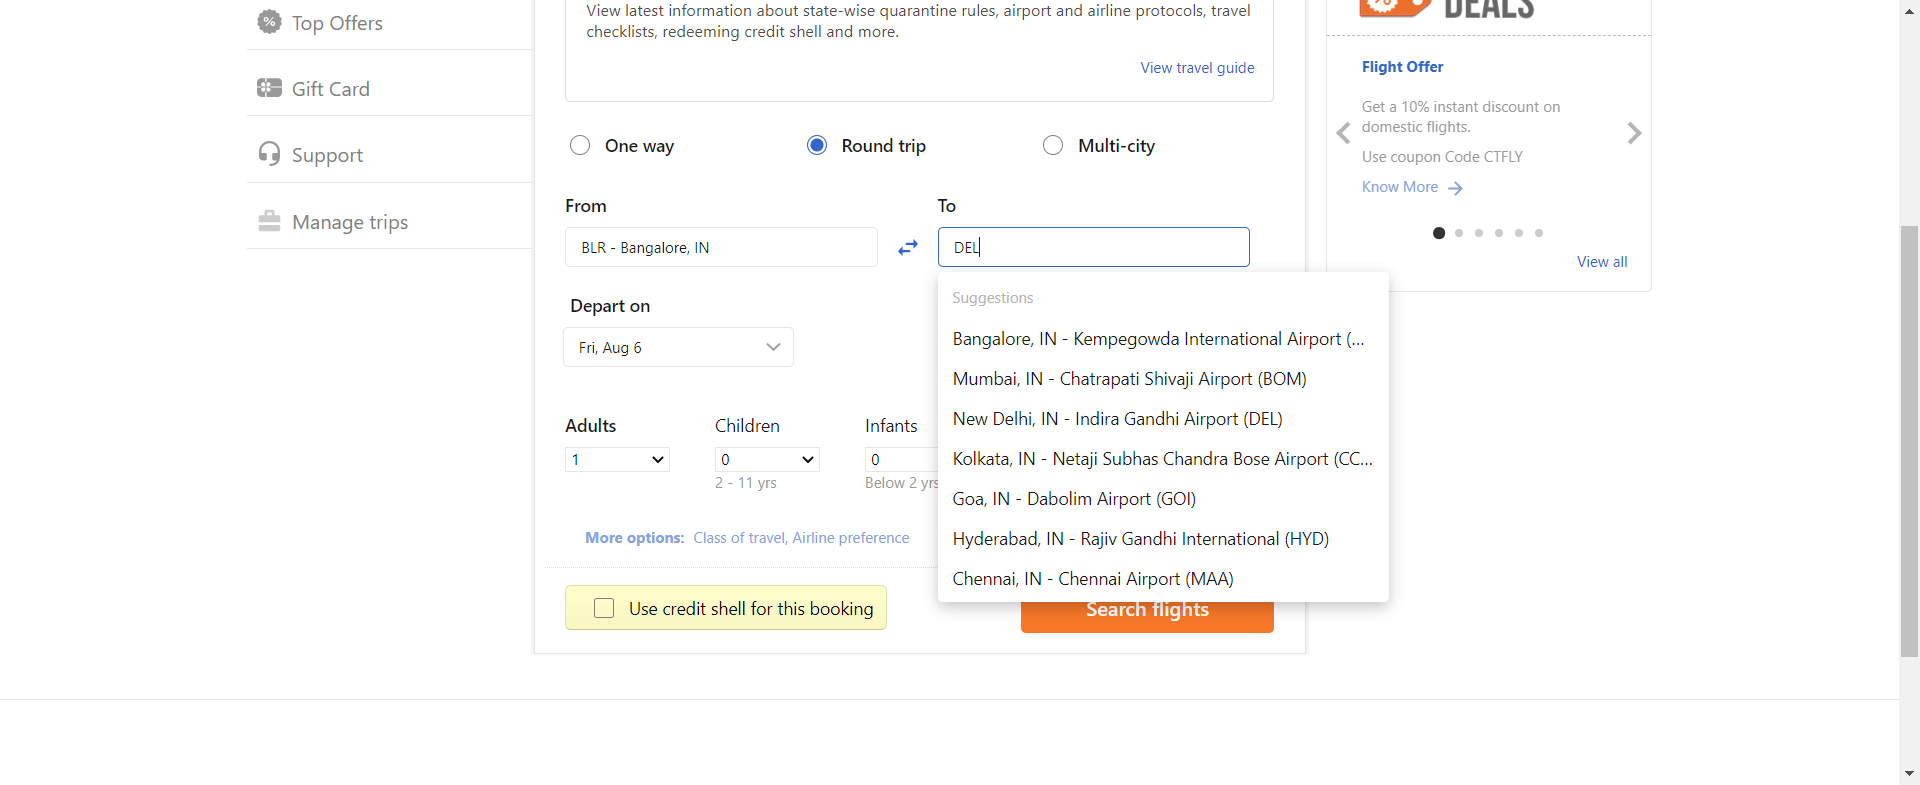 Top Offers
Gift Card
Support
Manage trips
View latest information about state-wise quarantine rules, airport and airline protocols, travel
checklists, redeeming credit shell and more.
View travel guide
One way
Round trip
Multi-city
From
To
BLR - Bangalore, IN
DEL
Suggestions
Bangalore, IN - Kempegowda International Airport (...
Mumbai, IN - Chatrapati Shivaji Airport (BOM)
New Delhi, IN - Indira Gandhi Airport (DEL)
Kolkata, IN - Netaji Subhas Chandra Bose Airport (CC...
Goa, IN - Dabolim Airport (GOI)
Hyderabad, IN - Rajiv Gandhi International (HYD)
Chennai, IN - Chennai Airport (MAA)
Depart on
Fri, Aug 6
Adults
Children
Infants
1
0
0
2 - 11 yrs
Below 2 yrs
More options: Class of travel, Airline preference
Use credit shell for this booking
Search flights
DEALS
Flight Offer
Get a 10% instant discount on
domestic flights.
Use coupon Code CTFLY
Know More
View all